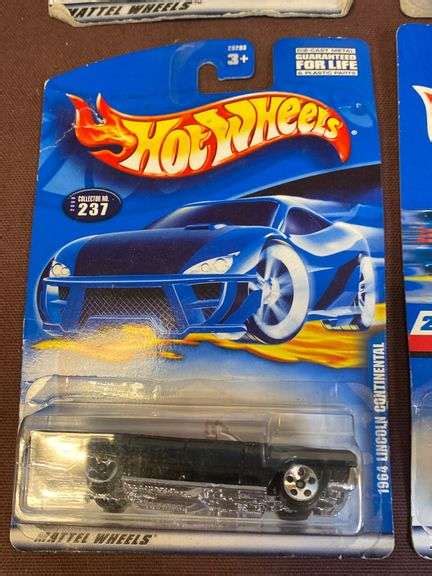 MATTEL WHEELS
3+
DIE-CAST METAL
GUARANTEED
FOR LIFE
& PLASTIC PARTS
HOT WHEELS
COLLECTOR NO.
237
1964 LINCOLN CONTINENTAL
2
MATTEL WHEELS